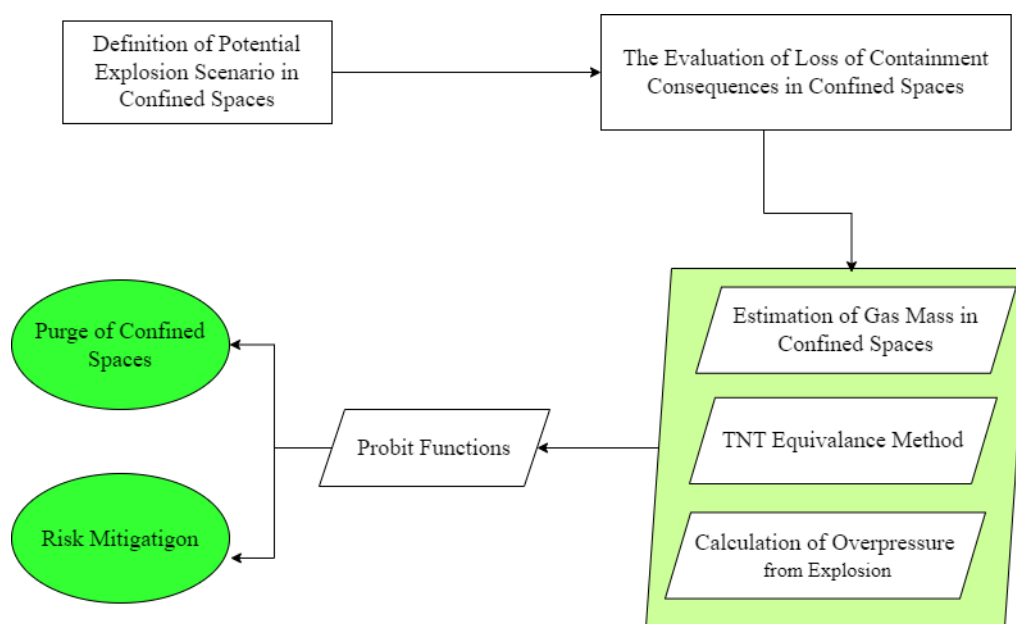 Definition of Potential
Explosion Scenario in
Confined Spaces
The Evaluation of Loss of Containment
Consequences in Confined Spaces
Estimation of Gas Mass in
Confined Spaces
TNT Equivalance Method
Calculation of Overpressure
from Explosion
Probit Functions
Purge of Confined
Spaces
Risk Mitigatigon